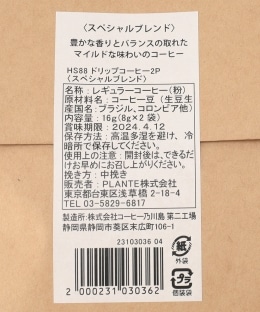 〈スペシャルブレンド〉
豊かな香りとバランスの取れた
マイルドな味わいのコーヒー
HS88 ドリップコーヒー2P
(スペシャルブレンド)
名称：レギュラーコーヒー(粉)
原材料名：コーヒー豆 (生豆生
産国名：ブラジル、コロンビア他)
内容量：16g(8g×2袋)
賞味期限：2024.4.12
保存方法：高温多湿を避け、冷
暗所で保存してください。
使用上の注意：開封後は、できるだ
けお早めにお召し上がりください。
挽き方：中挽き
販売者：PLANTE株式会社
東京都台東区浅草橋2-18-4
TEL 03-5829-6817
製造所：株式会社コーヒー乃川島 第二工場
静岡県静岡市葵区末広町106-1
23103036 04
2 000231 030362
紙
外袋
プラ
個装袋